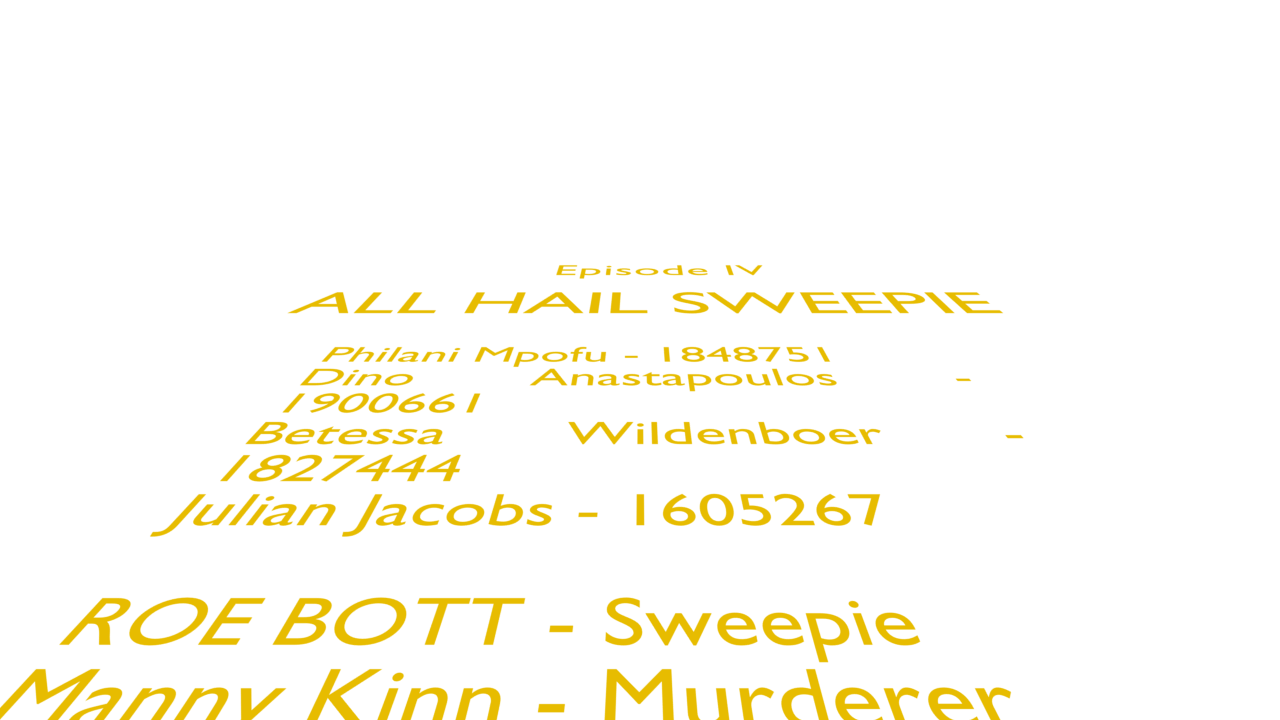 Episode IV
ALL HAIL SWEEPIE
Philani Mpofu - 1848751
Dino Anastapoulos -
1900661
Betessa Wildenboer -
1827444
Julian Jacobs - 1605267
ROE BOTT - Sweepie
Manny Kinn - Murderer